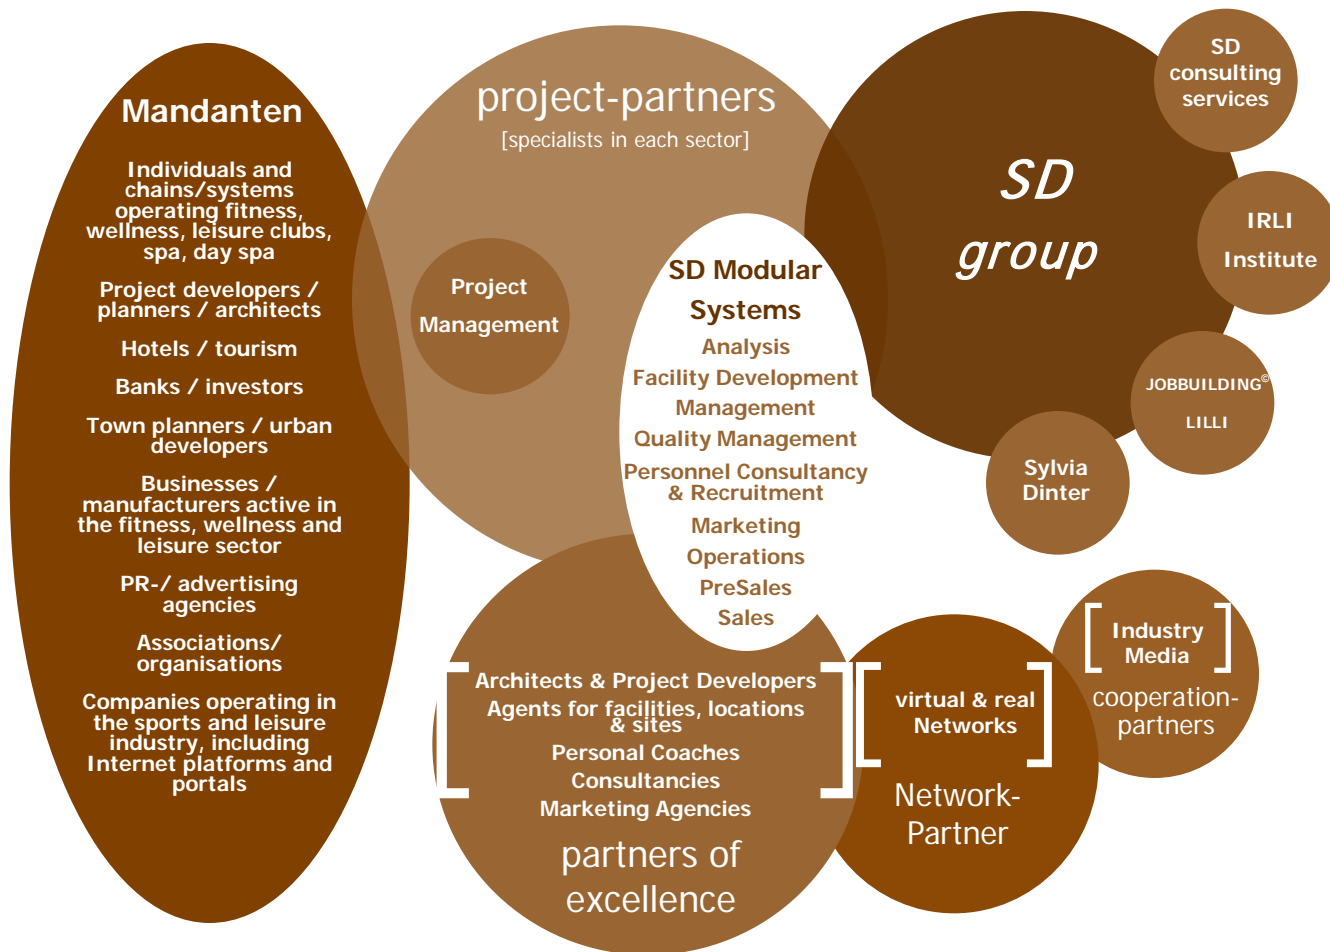 Mandanten
Individuals and
chains/systems
operating fitness,
wellness, leisure clubs,
spa, day spa
Project developers /
planners / architects
Hotels / tourism
Banks / investors
Town planners / urban
developers
Businesses /
manufacturers active in
the fitness, wellness and
leisure sector
PR-/ advertising
agencies
Associations/
organisations
Companies operating in
the sports and leisure
industry, including
Internet platforms and
portals
project-partners
[specialists in each sector]
Project
Management
SD Modular
Systems
Analysis
Facility Development
Management
Quality Management
Personnel Consultancy
& Recruitment
Marketing
Operations
PreSales
Sales
SD
group
SD
consulting
services
IRLI
Institute
JOBBUILDING©
LILLI
Sylvia
Dinter
Architects & Project Developers
Agents for facilities, locations
& sites
Personal Coaches
Consultancies
Marketing Agencies
partners of
excellence
virtual & real
Networks
Network-
Partner
Industry
Media
cooperation-
partners